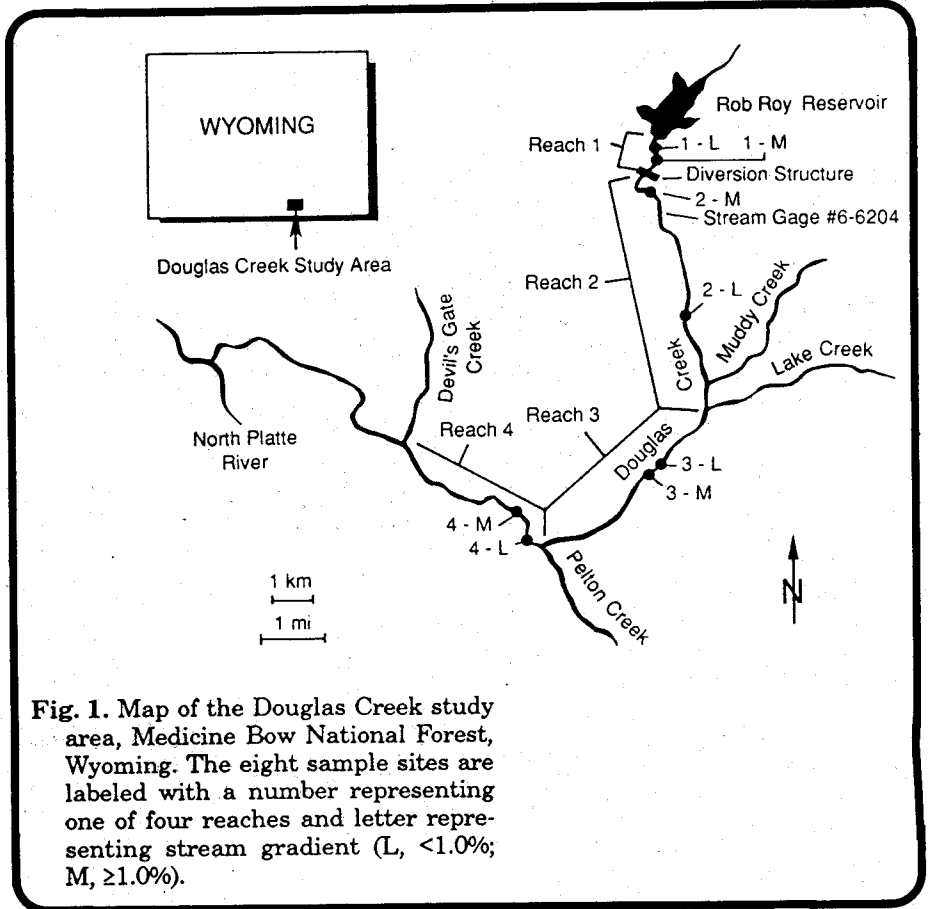 WYOMING
Douglas Creek Study Area
Rob Roy Reservoir
Reach 1
1 - L
1 - M
Diversion Structure
2 - M
Stream Gage #6-6204
Reach 2
2 - L
Muddy Creek
Lake Creek
Devil's Gate
Creek
North Platte
River
Reach 4
Reach 3
Douglas
Creek
3 - L
3 - M
4 - M
4 - L
Pelton Creek
1 km
1 mi
N
Fig. 1. Map of the Douglas Creek study
area, Medicine Bow National Forest,
Wyoming. The eight sample sites are
labeled with a number representing
one of four reaches and letter repre-
senting stream gradient (L, <1.0%;
M, ≥1.0%).